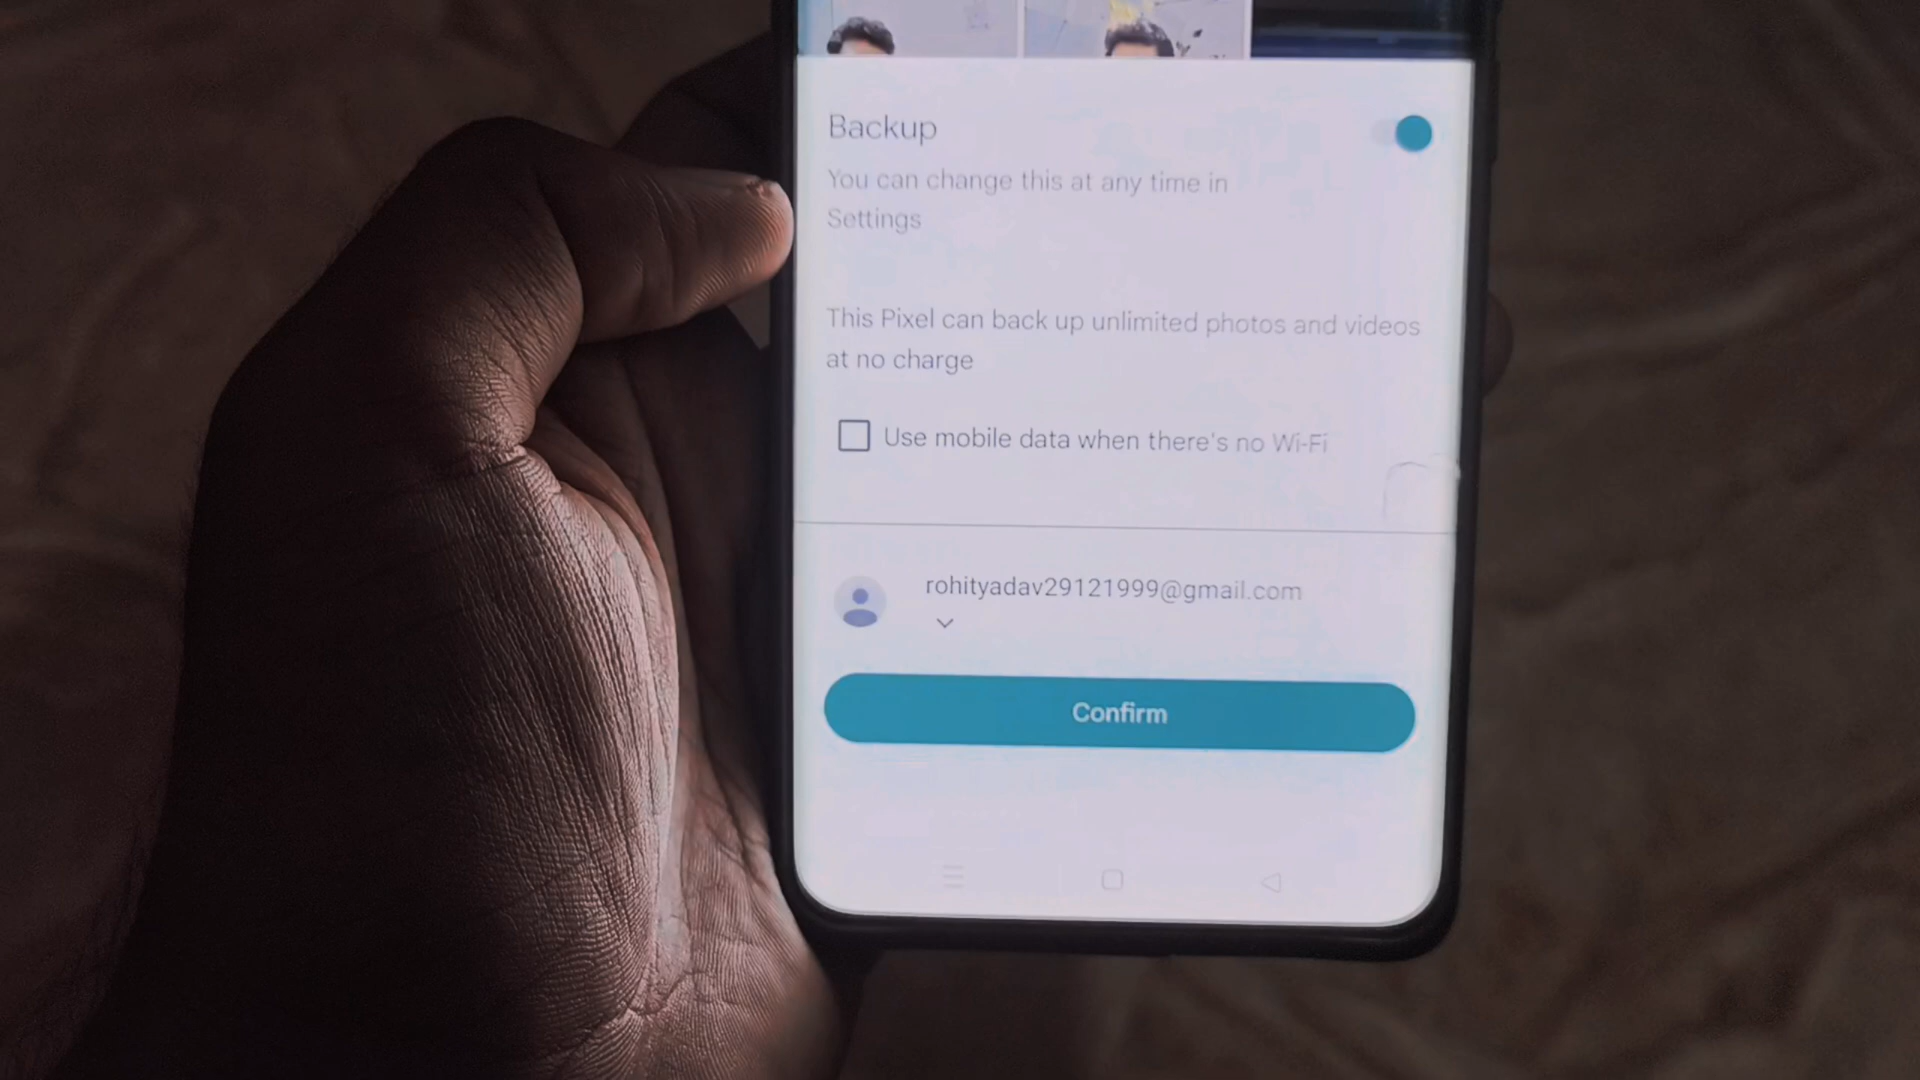 Backup
You can change this at any time in
Settings
This Pixel can back up unlimited photos and videos
at no charge
Use mobile data when there's no Wi-Fi
rohityadav29121999@gmail.com
Confirm